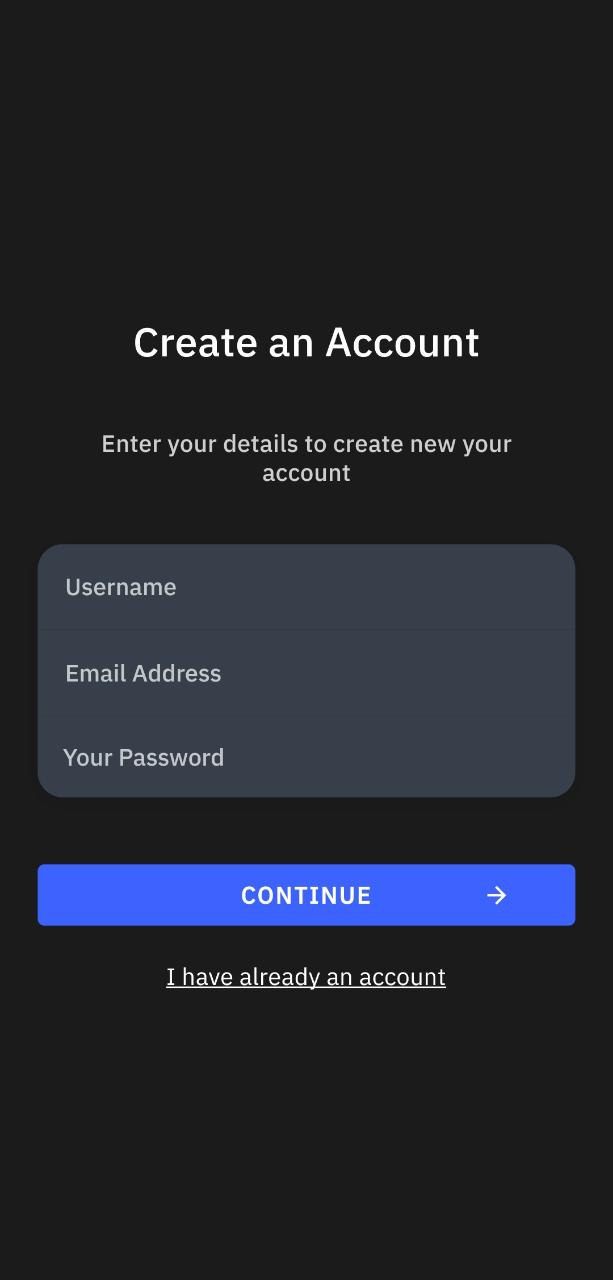 Create an Account
Enter your details to create new your
account
Username
Email Address
Your Password
CONTINUE
I have already an account